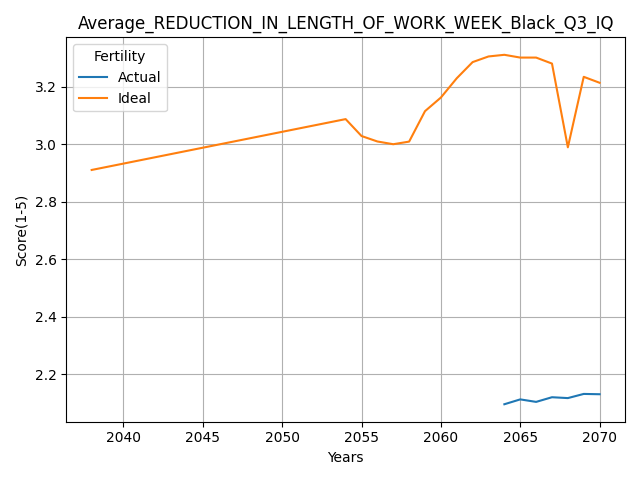 Average_REDUCTION_IN_LENGTH_OF_WORK_WEEK_Black_Q3_IQ
Fertility
Actual
Ideal
Score(1-5)
3.2
3.0
2.8
2.6
2.4
2.2
2040 2045 2050 2055 2060 2065 2070
Years